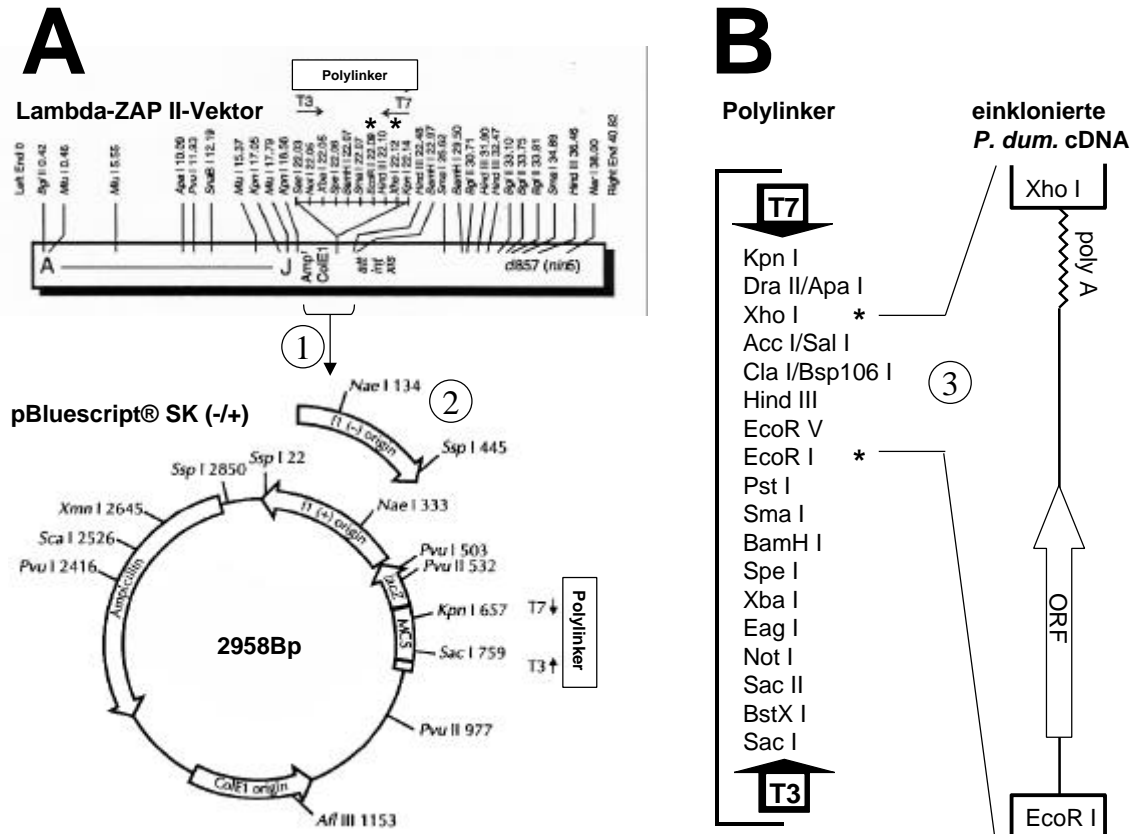 A
Polylinker
Lambda-ZAP II-Vektor
T3
T7
*
*
Left End 0
Bgl II 0.42
Mlu I 0.46
Mlu I 5.55
Apa I 10.09
Pvu I 11.93
SnaB I 12.19
Mlu I 15.37
Kpn I 17.05
Mlu I 17.79
Kpn I 18.56
Sac I 22.03
Not I 22.05
Xba I 22.06
Spe I 22.06
BamH I 22.07
Sma I 22.07
EcoR I 22.09
Hind III 22.10
Xho I 22.12
Kpn I 22.14
Hind III 22.48
BamH I 22.97
BamH I 29.50
Bgl II 30.71
Hind III 31.90
Hind III 32.47
Bgl II 33.10
Bgl II 33.75
Bgl II 33.81
Sma I 34.89
Hind III 36.46
Nar I 38.00
Right End 40.82
A
J
Ampr
ColE1
att
int
xis
cI857 (nin5)
1
pBluescript® SK (-/+)
Nae I 134
2
f1 (-) origin
Ssp I 445
Ssp I 22
Ssp I 2850
Xmn I 2645
Sca I 2526
Pvu I 2416
Ampicillin
f1 (+) origin
Nae I 333
Pvu I 503
Pvu II 532
lacZ
Kpn I 657
MCS
Sac I 759
T7
T3
Polylinker
2958Bp
Pvu II 977
ColE1 origin
Afl III 1153
B
Polylinker
T7
Kpn I
Dra II/Apa I
Xho I *
Acc I/Sal I
Cla I/Bsp106 I
Hind III
EcoR V
EcoR I *
Pst I
Sma I
BamH I
Spe I
Xba I
Eag I
Not I
Sac II
BstX I
Sac I
T3
3
einklonierte
P. dum. cDNA
Xho I
poly A
ORF
EcoR I